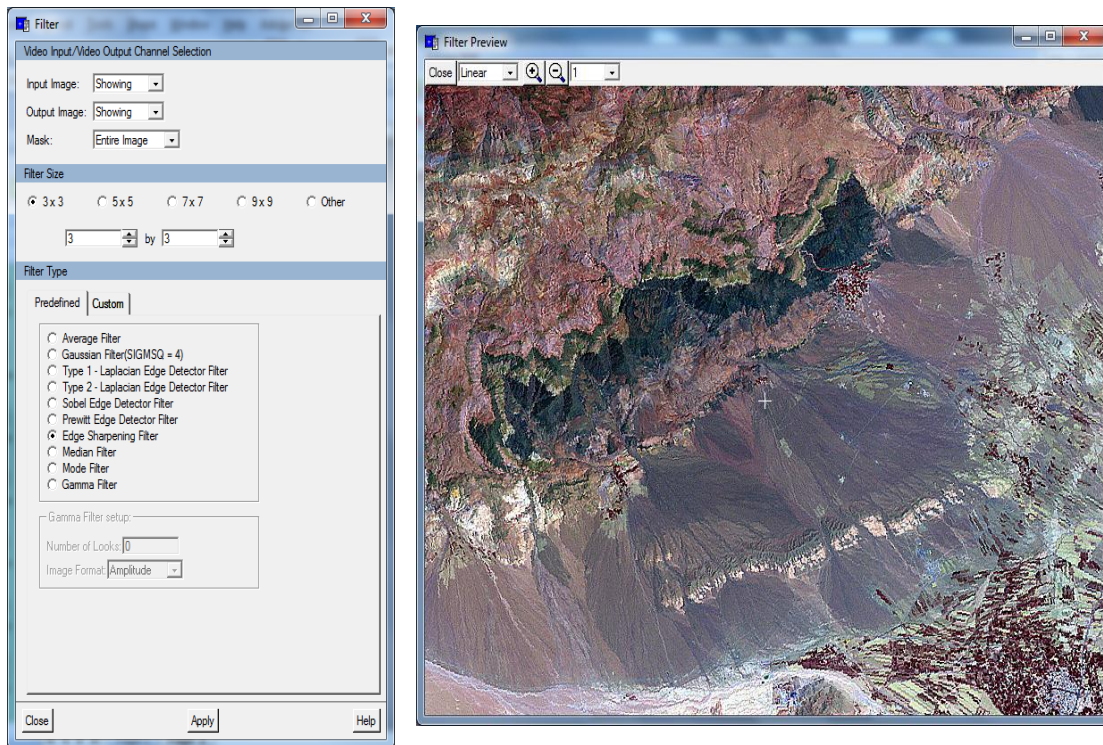 Filter
Video Input/Video Output Channel Selection
Input Image: Showing
Output Image: Showing
Mask: Entire Image
Filter Size
3 x 3 5 x 5 7 x 7 9 x 9 Other
3 by 3
Filter Type
Predefined Custom
Average Filter
Gaussian Filter(SIGMSQ = 4)
Type 1 - Laplacian Edge Detector Filter
Type 2 - Laplacian Edge Detector Filter
Sobel Edge Detector Filter
Prewitt Edge Detector Filter
Edge Sharpening Filter
Median Filter
Mode Filter
Gamma Filter
Gamma Filter setup:
Number of Looks: 0
Image Format: Amplitude
Close Apply Help
Filter Preview
Close Linear 1